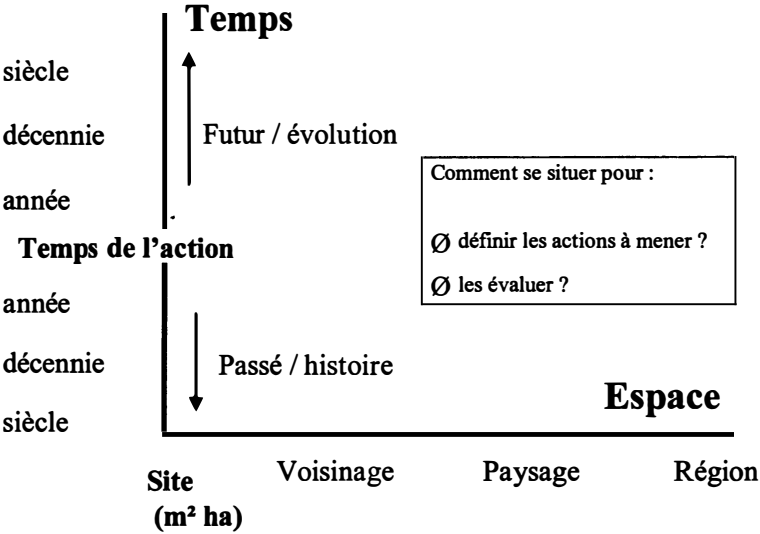 Temps
siècle
décennie
Futur / évolution
année
Comment se situer pour :
Ø définir les actions à mener ?
Ø les évaluer ?
Temps de l'action
année
décennie
Passé / histoire
siècle
Espace
Site
(m² ha)
Voisinage
Paysage
Région